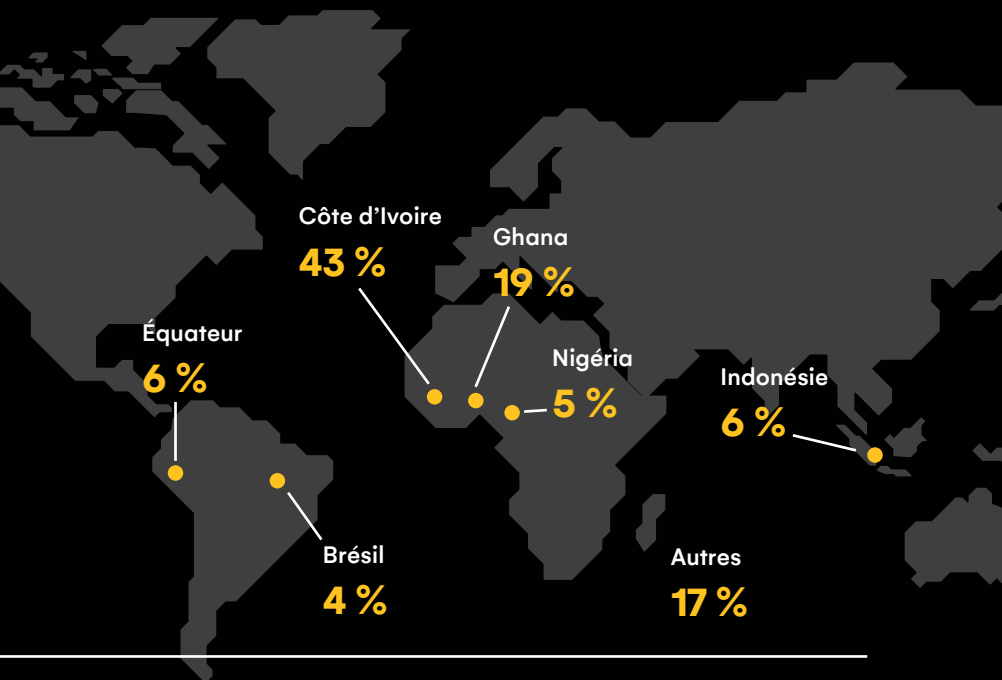 Côte d’Ivoire
43 %
Ghana
19 %
Équateur
6 %
Nigéria
5 %
Indonésie
6 %
Brésil
4 %
Autres
17 %